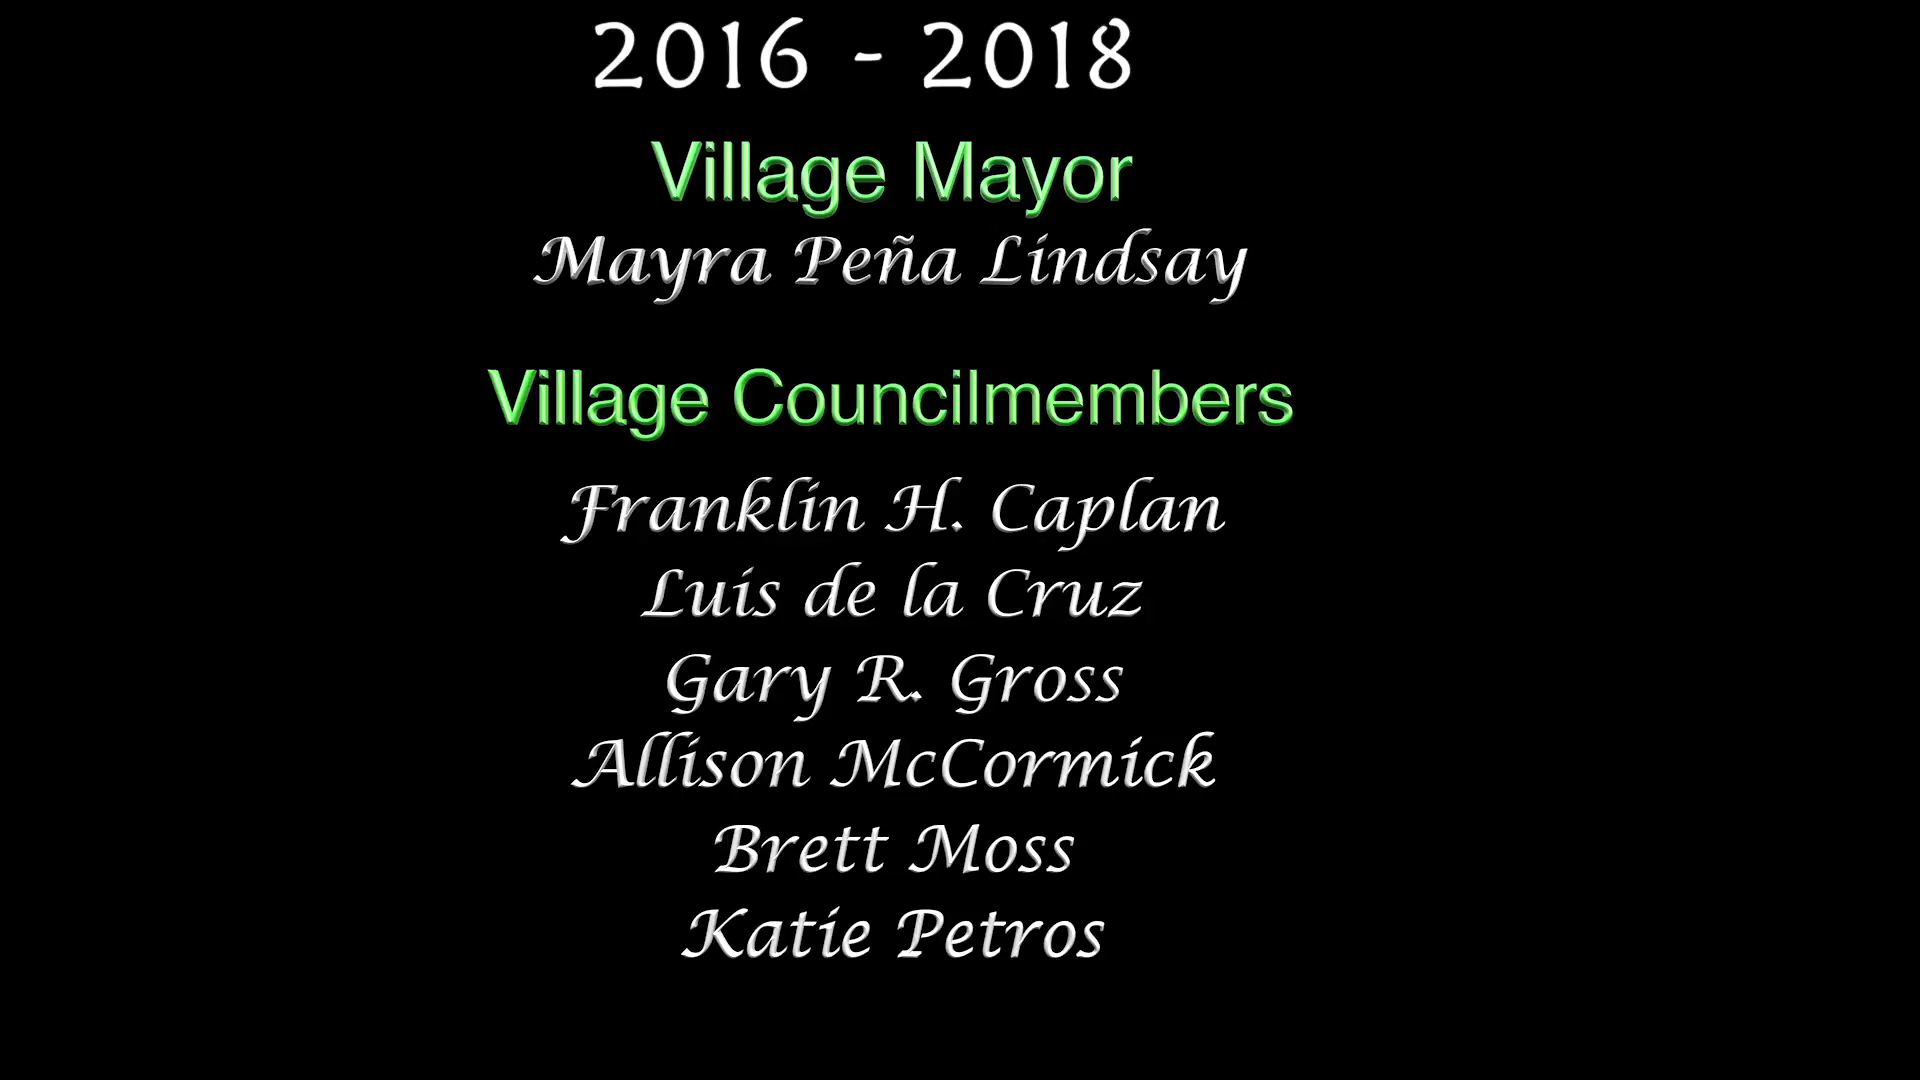 2016 - 2018
Village Mayor
Mayra Peña Lindsay
Village Councilmembers
Franklin H. Caplan
Luis de la Cruz
Gary R. Gross
Allison McCormick
Brett Moss
Katie Petros